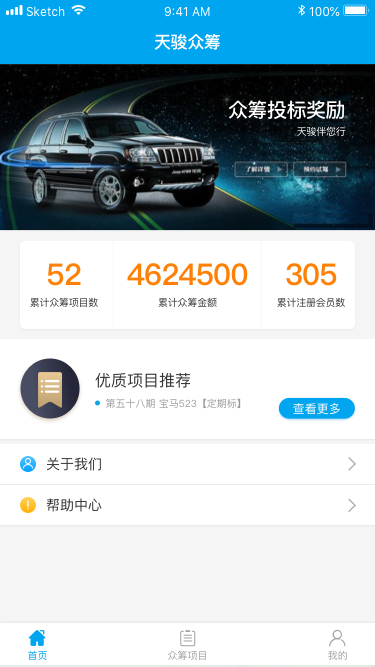 Sketch 9:41 AM 100%
天骏众筹
众筹投标奖励
天骏伴您行
了解详情 预约试驾
52 4624500 305
累计众筹项目数 累计众筹金额 累计注册会员数
优质项目推荐
第五十八期 宝马523【定期标】
查看更多
关于我们
帮助中心
首页 众筹项目 我的